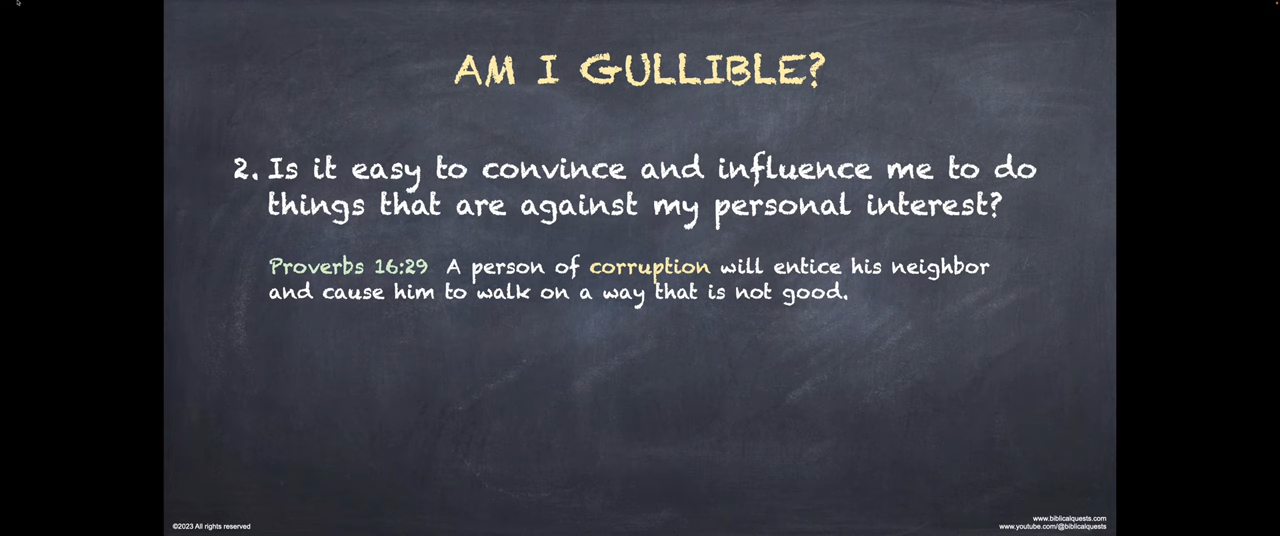 AM I GULLIBLE?
2. Is it easy to convince and influence me to do
things that are against my personal interest?
Proverbs 16:29 A person of corruption will entice his neighbor
and cause him to walk on a way that is not good.
©2023 All rights reserved
www.biblicalquests.com
www.youtube.com/@biblicalquests